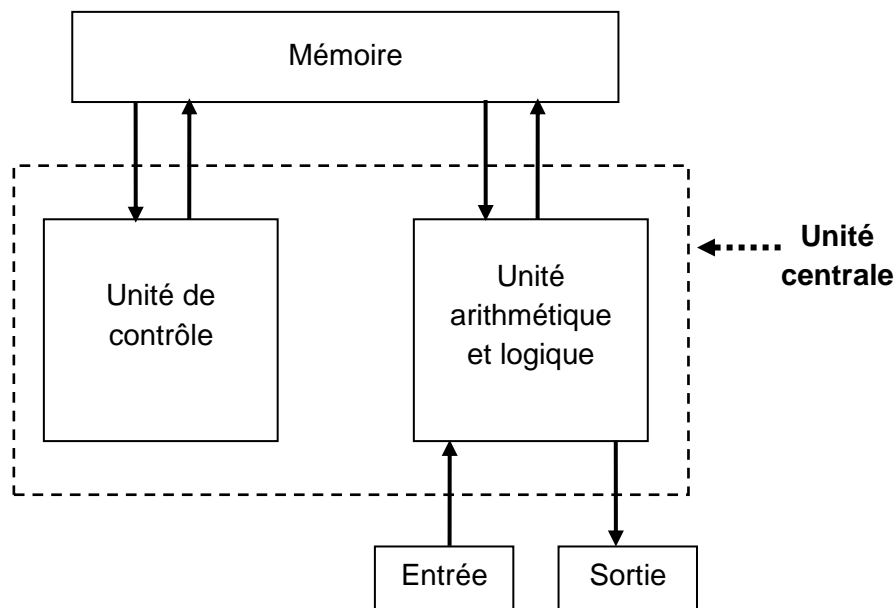 Mémoire
Unité de
contrôle
Unité
arithmétique
et logique
Unité
centrale
Entrée
Sortie